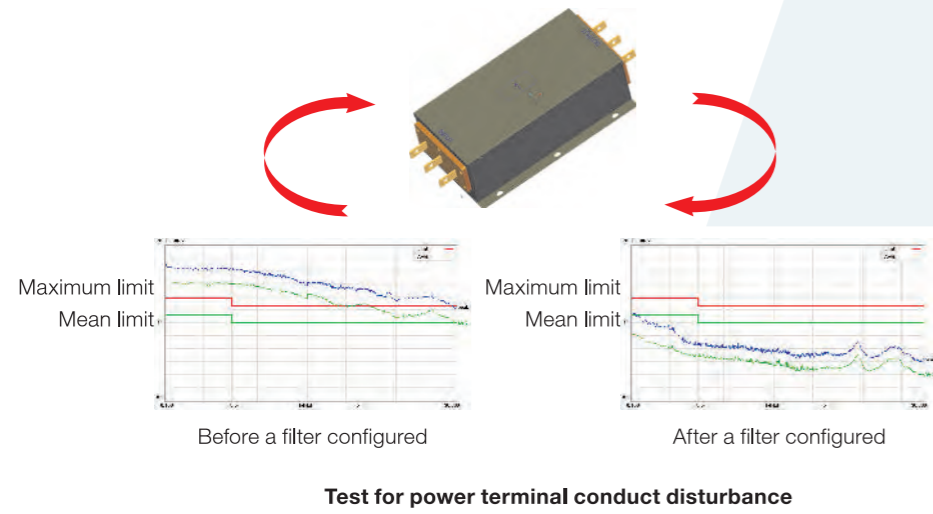 Maximum limit
Mean limit
Maximum limit
Mean limit
Before a filter configured
After a filter configured
Test for power terminal conduct disturbance